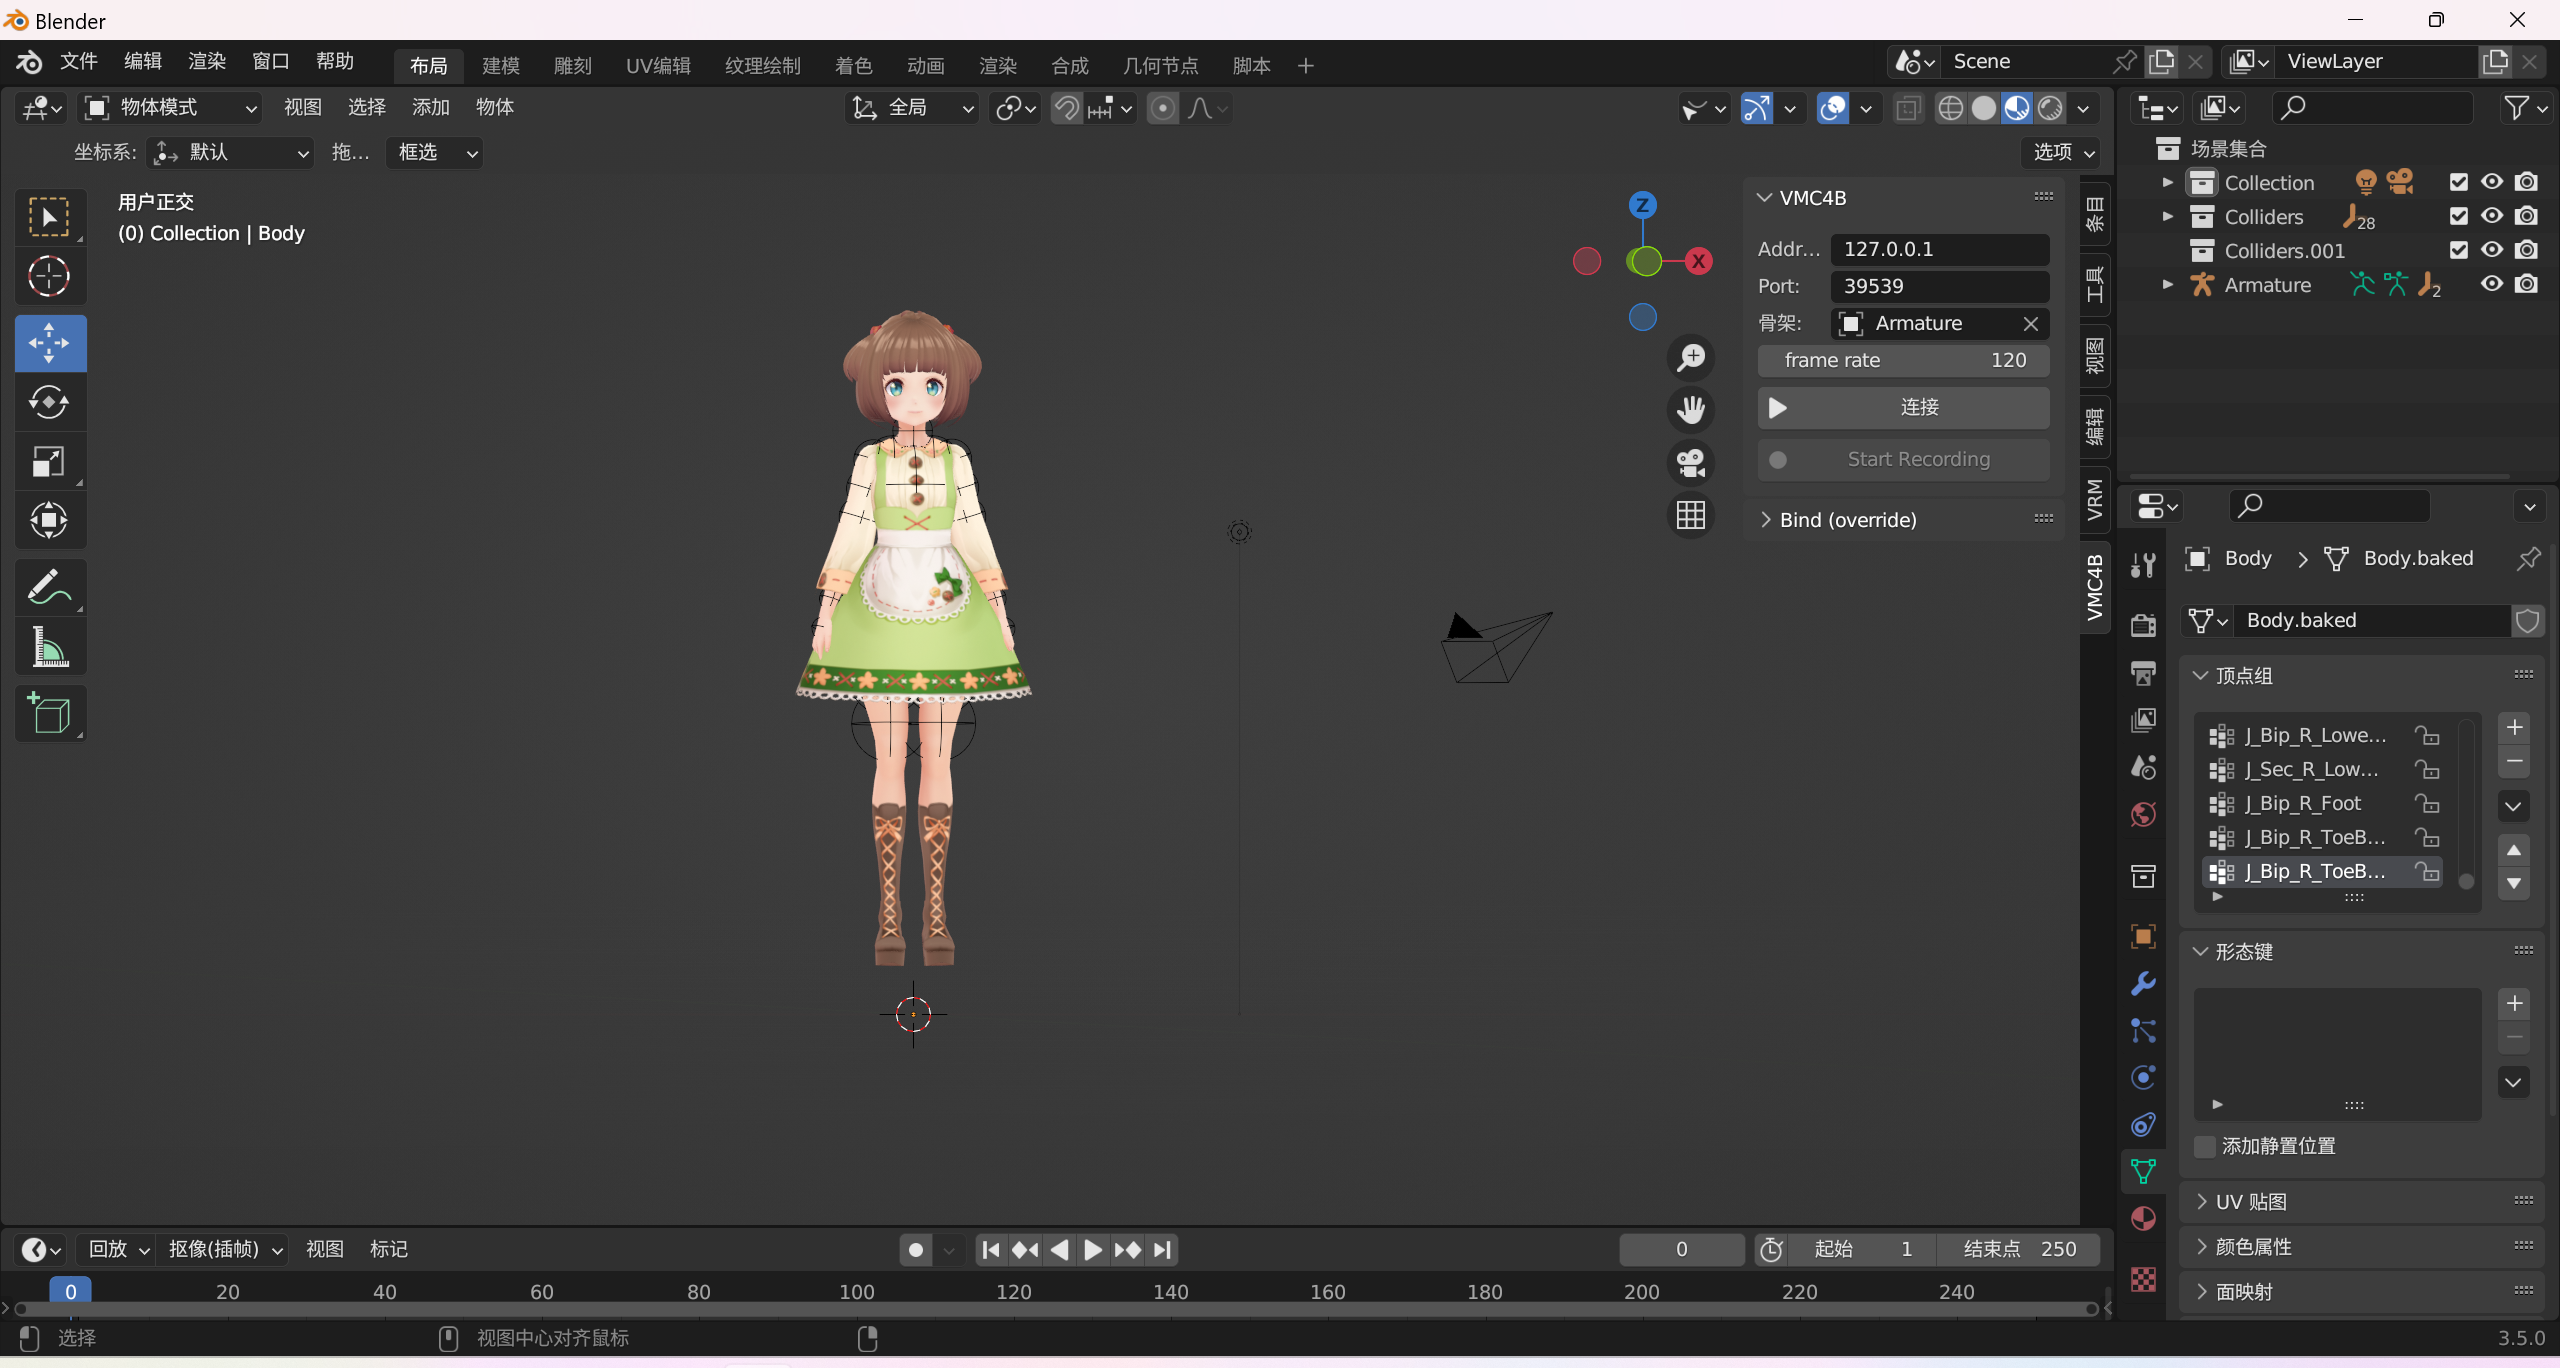 Blender
文件 编辑 渲染 窗口 帮助 布局 建模 雕刻 UV编辑 纹理绘制 着色 动画 渲染 合成 几何节点 脚本 + Scene ViewLayer
物体模式 视图 选择 添加 物体 全局
坐标系: 默认 拖... 框选 选项
用户正交
(0) Collection | Body
Z
X
VMC4B
Addr... 127.0.0.1
Port: 39539
骨架: Armature
frame rate 120
连接
Start Recording
Bind (override)
条目
工具
视图
编辑
VRM
VMC4B
场景集合
Collection
Colliders 28
Colliders.001
Armature 2
Body > Body.baked
Body.baked
顶点组
J_Bip_R_Lowe...
J_Sec_R_Low...
J_Bip_R_Foot
J_Bip_R_ToeB...
J_Bip_R_ToeB...
形态键
添加静置位置
UV 贴图
颜色属性
面映射
回放 抠像(插帧) 视图 标记 0 起始 1 结束点 250
0 20 40 60 80 100 120 140 160 180 200 220 240
选择 视图中心对齐鼠标 3.5.0